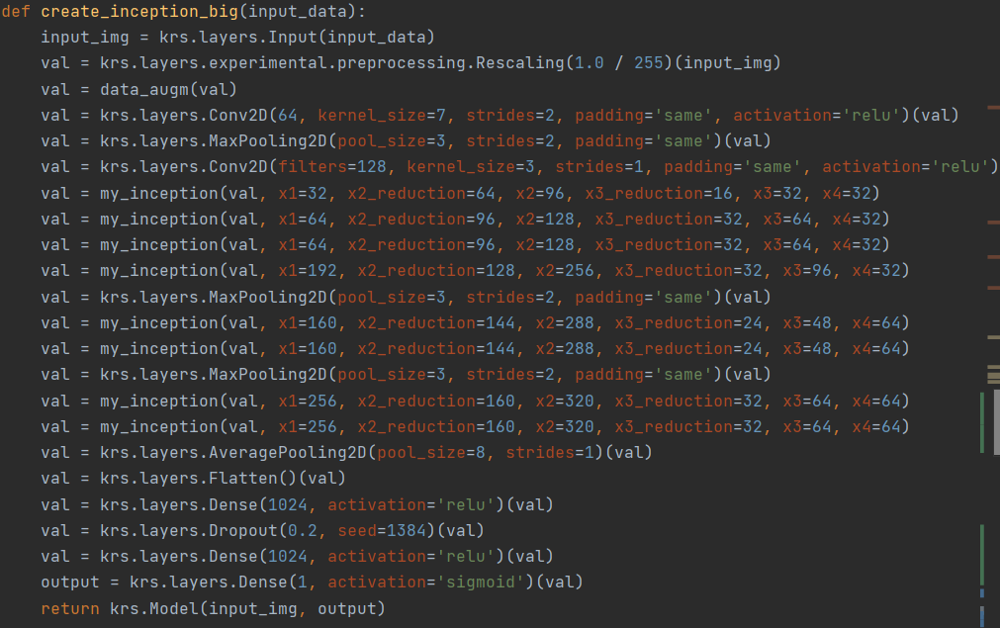 def create_inception_big(input_data):
    input_img = krs.layers.Input(input_data)
    val = krs.layers.experimental.preprocessing.Rescaling(1.0 / 255)(input_img)
    val = data_augm(val)
    val = krs.layers.Conv2D(64, kernel_size=7, strides=2, padding='same', activation='relu')(val)
    val = krs.layers.MaxPooling2D(pool_size=3, strides=2, padding='same')(val)
    val = krs.layers.Conv2D(filters=128, kernel_size=3, strides=1, padding='same', activation='relu')
    val = my_inception(val, x1=32, x2_reduction=64, x2=96, x3_reduction=16, x3=32, x4=32)
    val = my_inception(val, x1=64, x2_reduction=96, x2=128, x3_reduction=32, x3=64, x4=32)
    val = my_inception(val, x1=64, x2_reduction=96, x2=128, x3_reduction=32, x3=64, x4=32)
    val = my_inception(val, x1=192, x2_reduction=128, x2=256, x3_reduction=32, x3=96, x4=32)
    val = krs.layers.MaxPooling2D(pool_size=3, strides=2, padding='same')(val)
    val = my_inception(val, x1=160, x2_reduction=144, x2=288, x3_reduction=24, x3=48, x4=64)
    val = my_inception(val, x1=160, x2_reduction=144, x2=288, x3_reduction=24, x3=48, x4=64)
    val = krs.layers.MaxPooling2D(pool_size=3, strides=2, padding='same')(val)
    val = my_inception(val, x1=256, x2_reduction=160, x2=320, x3_reduction=32, x3=64, x4=64)
    val = my_inception(val, x1=256, x2_reduction=160, x2=320, x3_reduction=32, x3=64, x4=64)
    val = krs.layers.AveragePooling2D(pool_size=8, strides=1)(val)
    val = krs.layers.Flatten()(val)
    val = krs.layers.Dense(1024, activation='relu')(val)
    val = krs.layers.Dropout(0.2, seed=1384)(val)
    val = krs.layers.Dense(1024, activation='relu')(val)
    output = krs.layers.Dense(1, activation='sigmoid')(val)
    return krs.Model(input_img, output)